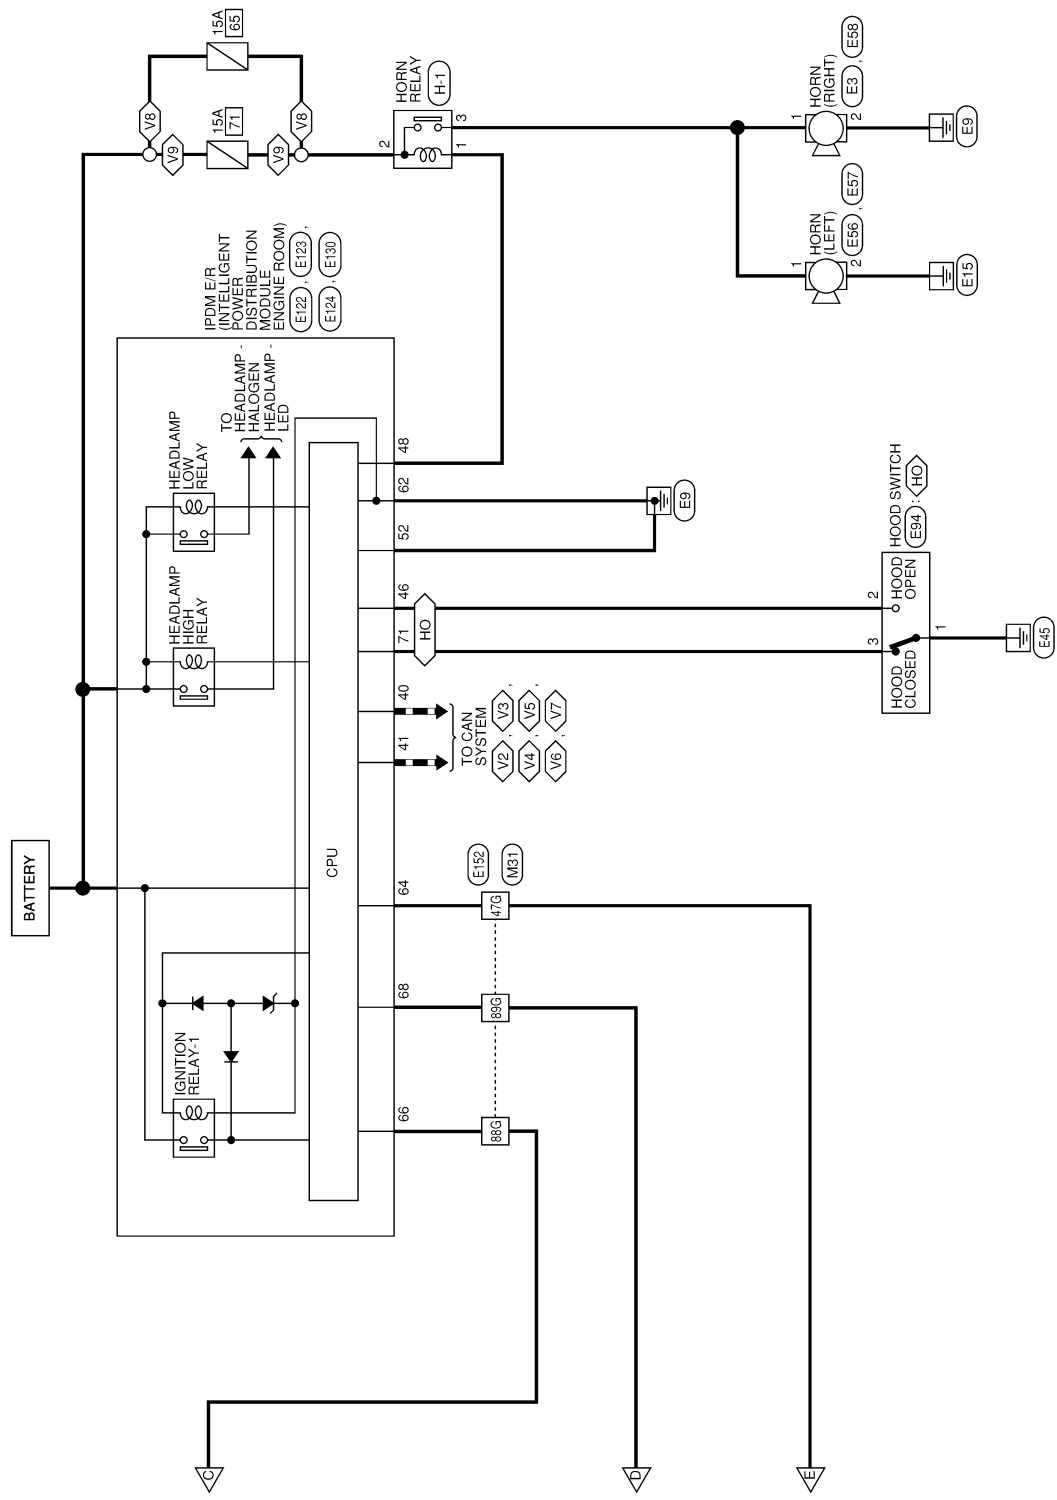 BATTERY
IPDM E/R
(INTELLIGENT
POWER
DISTRIBUTION
MODULE
ENGINE ROOM)
E122 , E123 ,
E124 , E130
IGNITION
RELAY-1
HEADLAMP
HIGH
RELAY
HEADLAMP
LOW
RELAY
TO
HEADLAMP -
HALOGEN
HEADLAMP -
LED
CPU
V8
15A
65
V8
V9
15A
71
V9
HORN
RELAY
H-1
2
3
1
66
68
64
41
40
71
46
52
62
48
HO
88G
89G
47G
E152
M31
TO CAN
SYSTEM
V2 , V3 ,
V4 , V5 ,
V6 , V7
E9
HORN
(LEFT)
E56 , E57
1
2
E15
HORN
(RIGHT)
E3 , E58
1
2
E9
HOOD SWITCH
E94 : HO
3
2
HOOD
CLOSED
HOOD
OPEN
1
E45
C
D
E